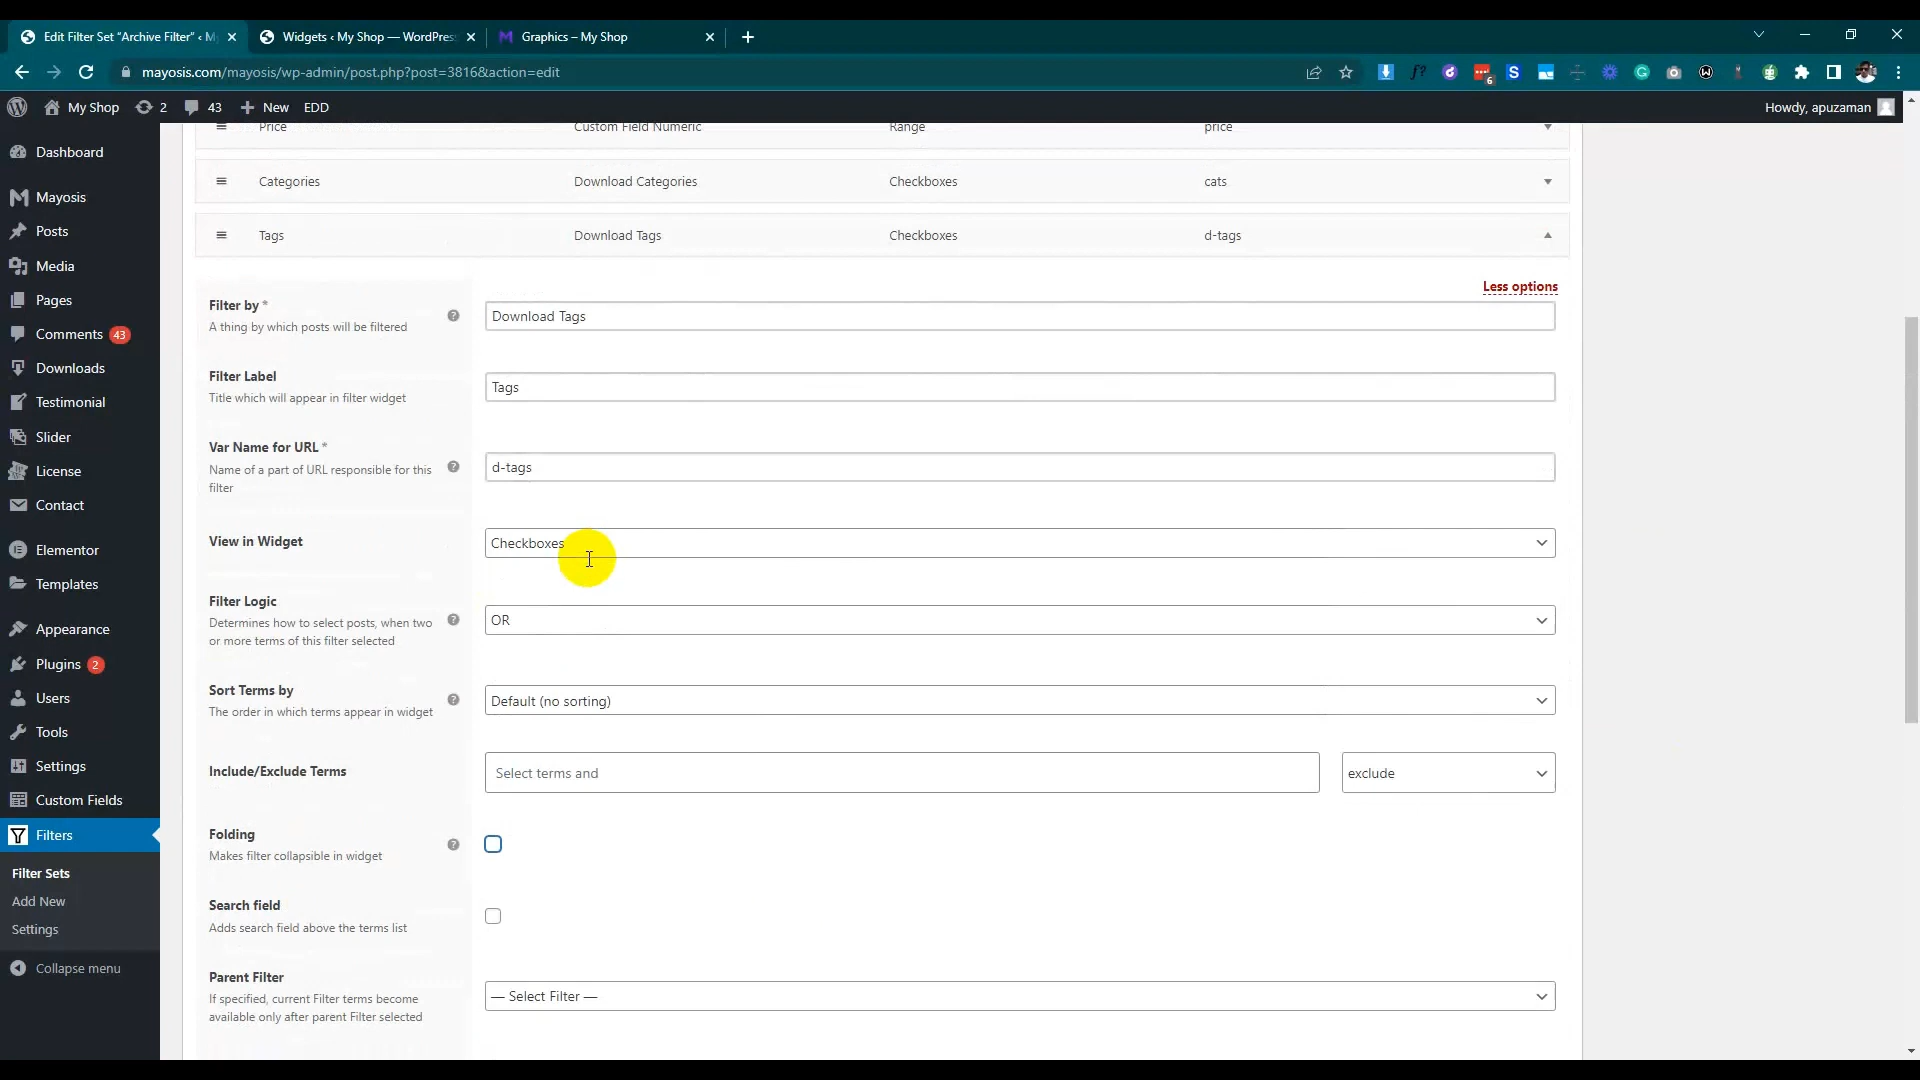 Edit Filter Set “Archive Filter” ‹ M
Widgets ‹ My Shop — WordPres
Graphics – My Shop
mayosis.com/mayosis/wp-admin/post.php?post=3816&action=edit
My Shop 2 43 New EDD
Howdy, apuzaman
Dashboard
Mayosis
Posts
Media
Pages
Comments 43
Downloads
Testimonial
Slider
License
Contact
Elementor
Templates
Appearance
Plugins 2
Users
Tools
Settings
Custom Fields
Filters
Filter Sets
Add New
Settings
Collapse menu
Price Custom Field Numeric Range price
Categories Download Categories Checkboxes cats
Tags Download Tags Checkboxes d-tags
Less options
Filter by *
A thing by which posts will be filtered
Download Tags
Filter Label
Title which will appear in filter widget
Tags
Var Name for URL *
Name of a part of URL responsible for this
filter
d-tags
View in Widget
Checkboxes
Filter Logic
Determines how to select posts, when two
or more terms of this filter selected
OR
Sort Terms by
The order in which terms appear in widget
Default (no sorting)
Include/Exclude Terms
Select terms and
exclude
Folding
Makes filter collapsible in widget
Search field
Adds search field above the terms list
Parent Filter
If specified, current Filter terms become
available only after parent Filter selected
— Select Filter —